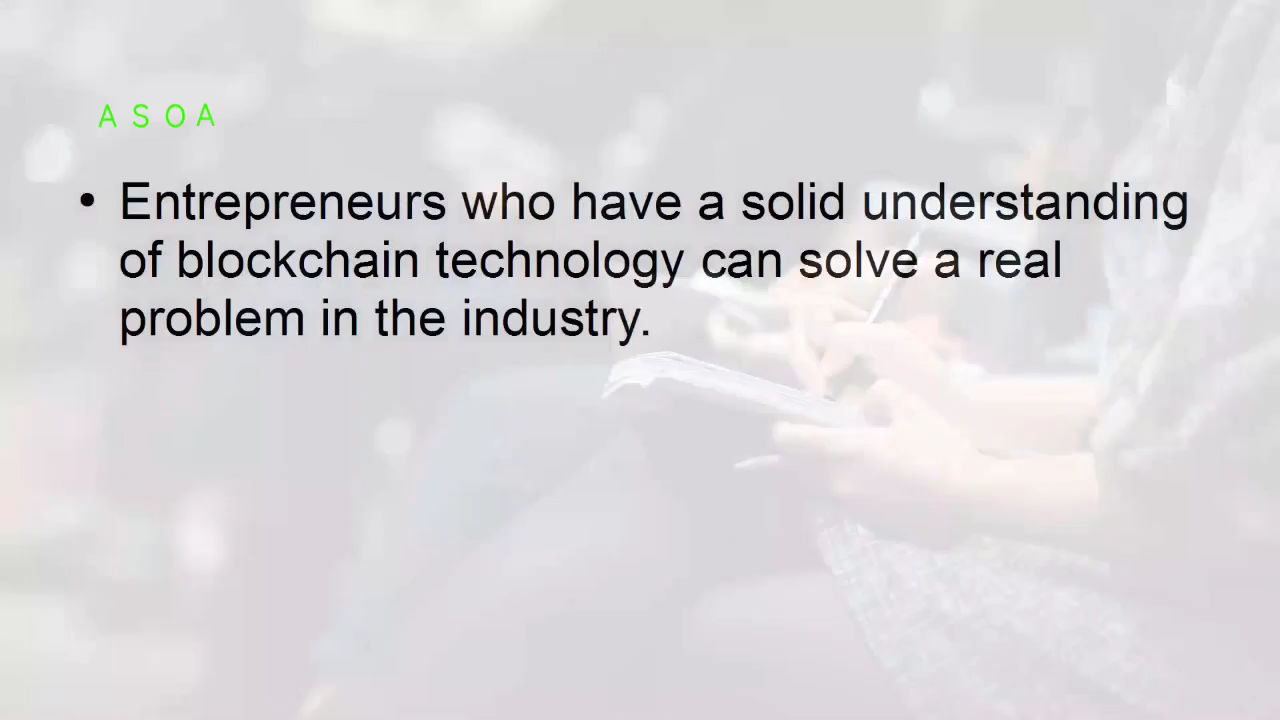 A S O A
• Entrepreneurs who have a solid understanding
of blockchain technology can solve a real
problem in the industry.